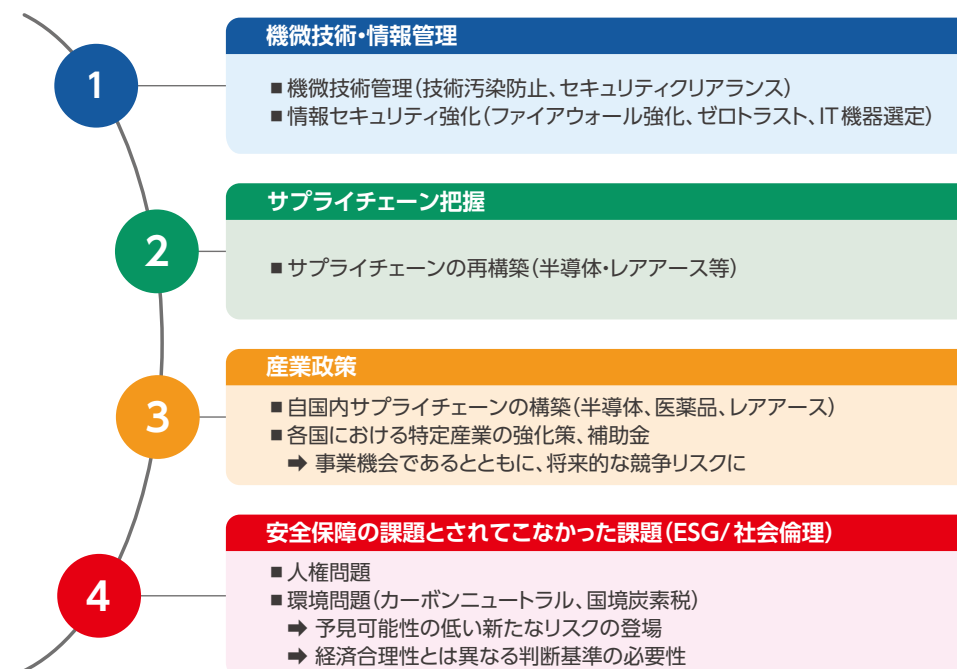 1
機微技術・情報管理
■機微技術管理（技術汚染防止、セキュリティクリアランス）
■情報セキュリティ強化（ファイアウォール強化、ゼロトラスト、IT機器選定）
2
サプライチェーン把握
■サプライチェーンの再構築（半導体・レアアース等）
3
産業政策
■自国内サプライチェーンの構築（半導体、医薬品、レアアース）
■各国における特定産業の強化策、補助金
➡ 事業機会であるとともに、将来的な競争リスクに
4
安全保障の課題とされてこなかった課題（ESG/社会倫理）
■人権問題
■環境問題（カーボンニュートラル、国境炭素税）
➡ 予見可能性の低い新たなリスクの登場
➡ 経済合理性とは異なる判断基準の必要性